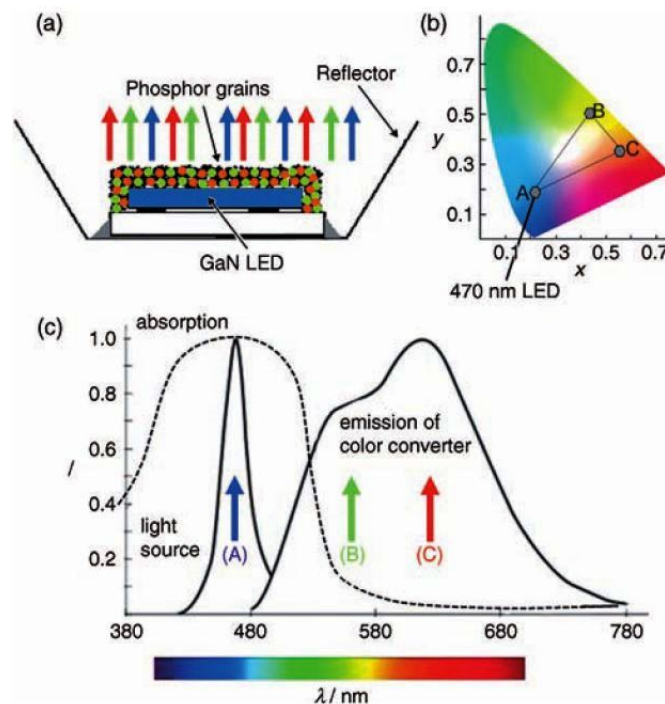 (a)
Phosphor grains
Reflector
GaN LED
(b)
0.7
0.5
y
0.3
0.1
A
B
C
0.1 0.3 0.5 0.7
x
470 nm LED
(c)
absorption
1.0
0.8
0.6
I
0.4
0.2
light
source
emission of
color converter
(A)
(B)
(C)
380 480 580 680 780
λ / nm